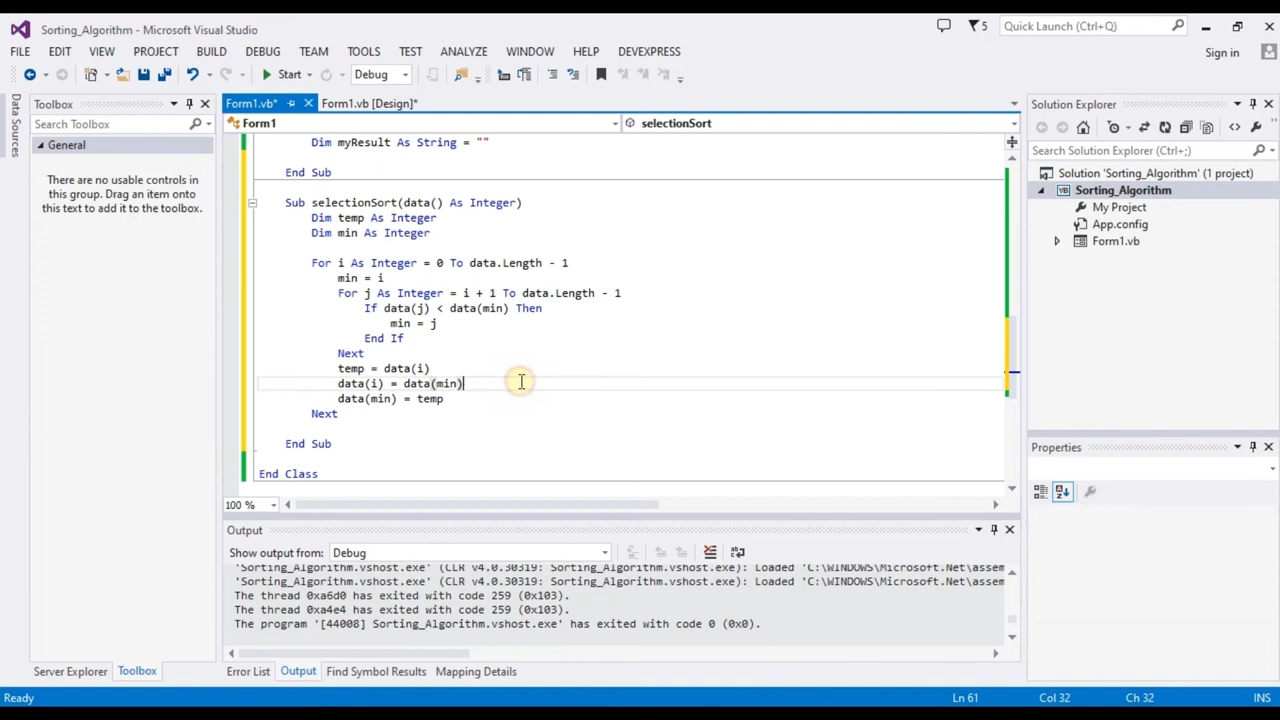 Sorting_Algorithm - Microsoft Visual Studio
5
Quick Launch (Ctrl+Q)
FILE EDIT VIEW PROJECT BUILD DEBUG TEAM TOOLS TEST ANALYZE WINDOW HELP DEVEXPRESS
Sign in
Start
Debug
Data Sources
Toolbox
Search Toolbox
General
There are no usable controls in
this group. Drag an item onto
this text to add it to the toolbox.
Form1.vb*
Form1.vb [Design]*
Form1
selectionSort
Dim myResult As String = ""
End Sub
Sub selectionSort(data() As Integer)
Dim temp As Integer
Dim min As Integer
For i As Integer = 0 To data.Length - 1
min = i
For j As Integer = i + 1 To data.Length - 1
If data(j) < data(min) Then
min = j
End If
Next
temp = data(i)
data(i) = data(min)
data(min) = temp
Next
End Sub
End Class
100 %
Solution Explorer
Search Solution Explorer (Ctrl+;)
Solution 'Sorting_Algorithm' (1 project)
VB Sorting_Algorithm
My Project
App.config
Form1.vb
Properties
Output
Show output from: Debug
'Sorting_Algorithm.vshost.exe' (CLR v4.0.30319: Sorting_Algorithm.vshost.exe): Loaded 'C:\WINDOWS\Microsoft.Net\assem
'Sorting_Algorithm.vshost.exe' (CLR v4.0.30319: Sorting_Algorithm.vshost.exe): Loaded 'C:\WINDOWS\Microsoft.Net\assem
The thread 0xa6d0 has exited with code 259 (0x103).
The thread 0xa4e4 has exited with code 259 (0x103).
The program '[44008] Sorting_Algorithm.vshost.exe' has exited with code 0 (0x0).
Server Explorer Toolbox
Error List Output Find Symbol Results Mapping Details
Ready
Ln 61 Col 32 Ch 32 INS